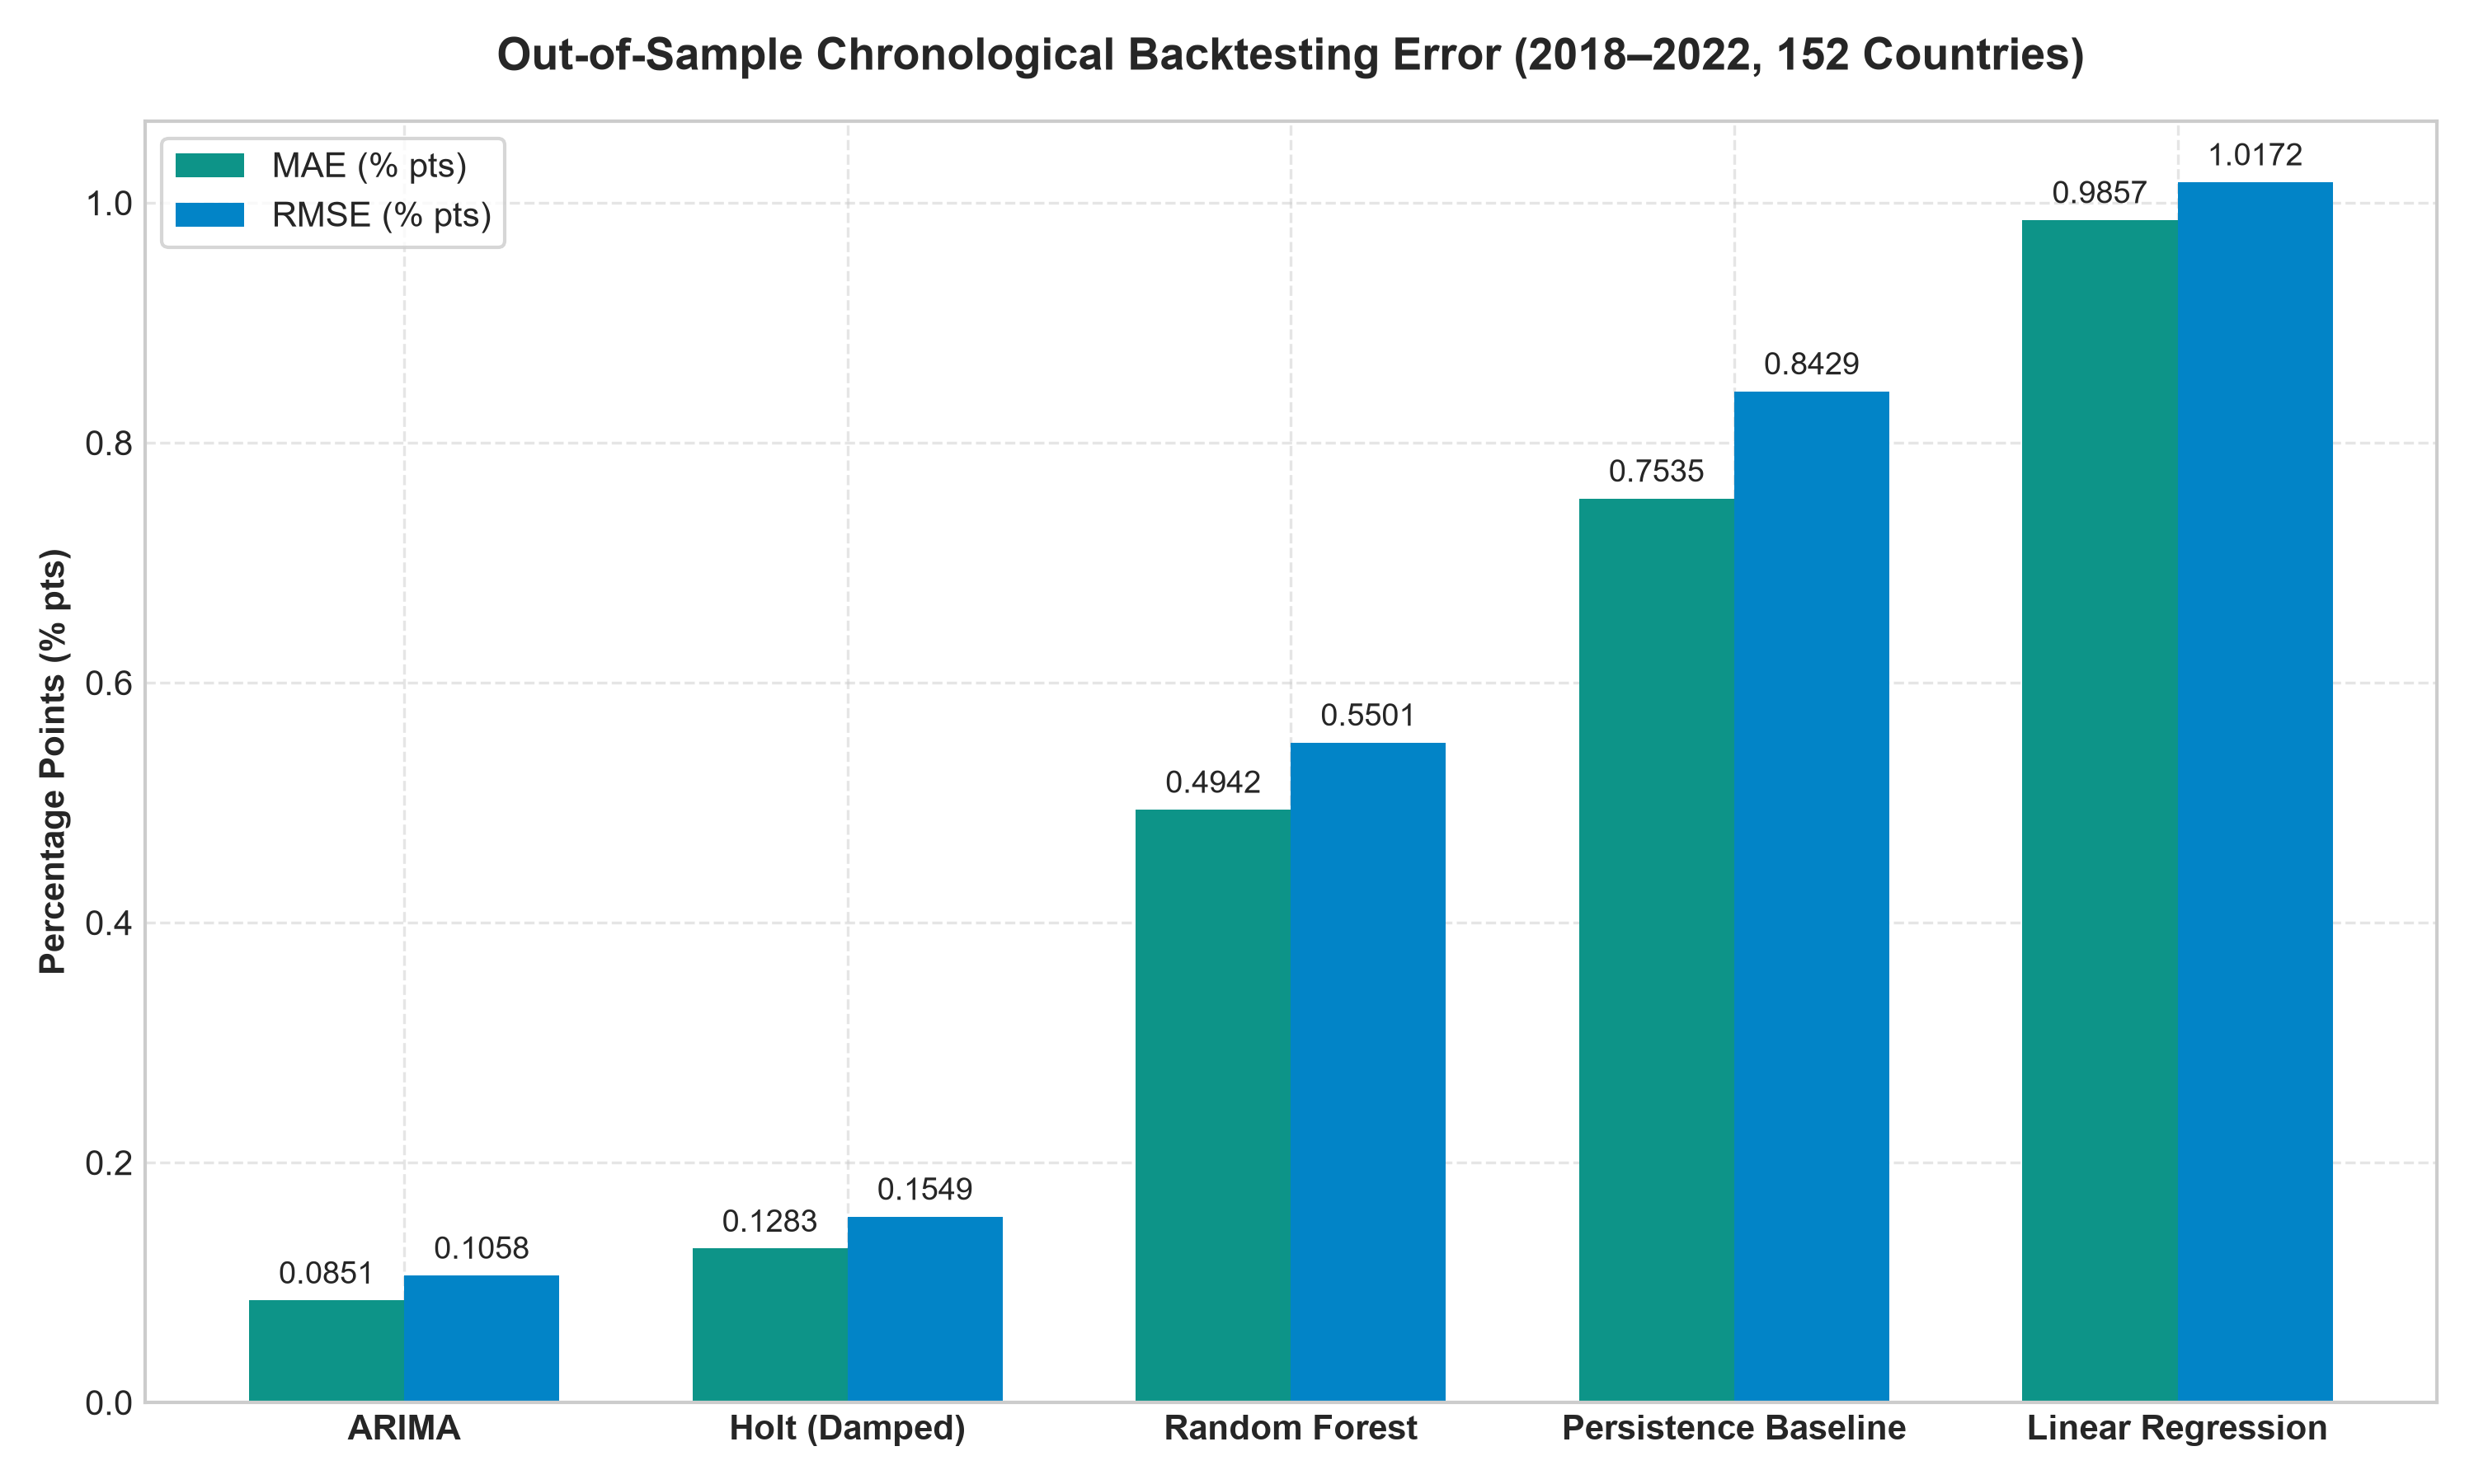 Out-of-Sample Chronological Backtesting Error (2018–2022, 152 Countries)
MAE (% pts)
RMSE (% pts)
Percentage Points (% pts)
1.0
0.8
0.6
0.4
0.2
0.0
0.0851
0.1058
0.1283
0.1549
0.4942
0.5501
0.7535
0.8429
0.9857
1.0172
ARIMA
Holt (Damped)
Random Forest
Persistence Baseline
Linear Regression